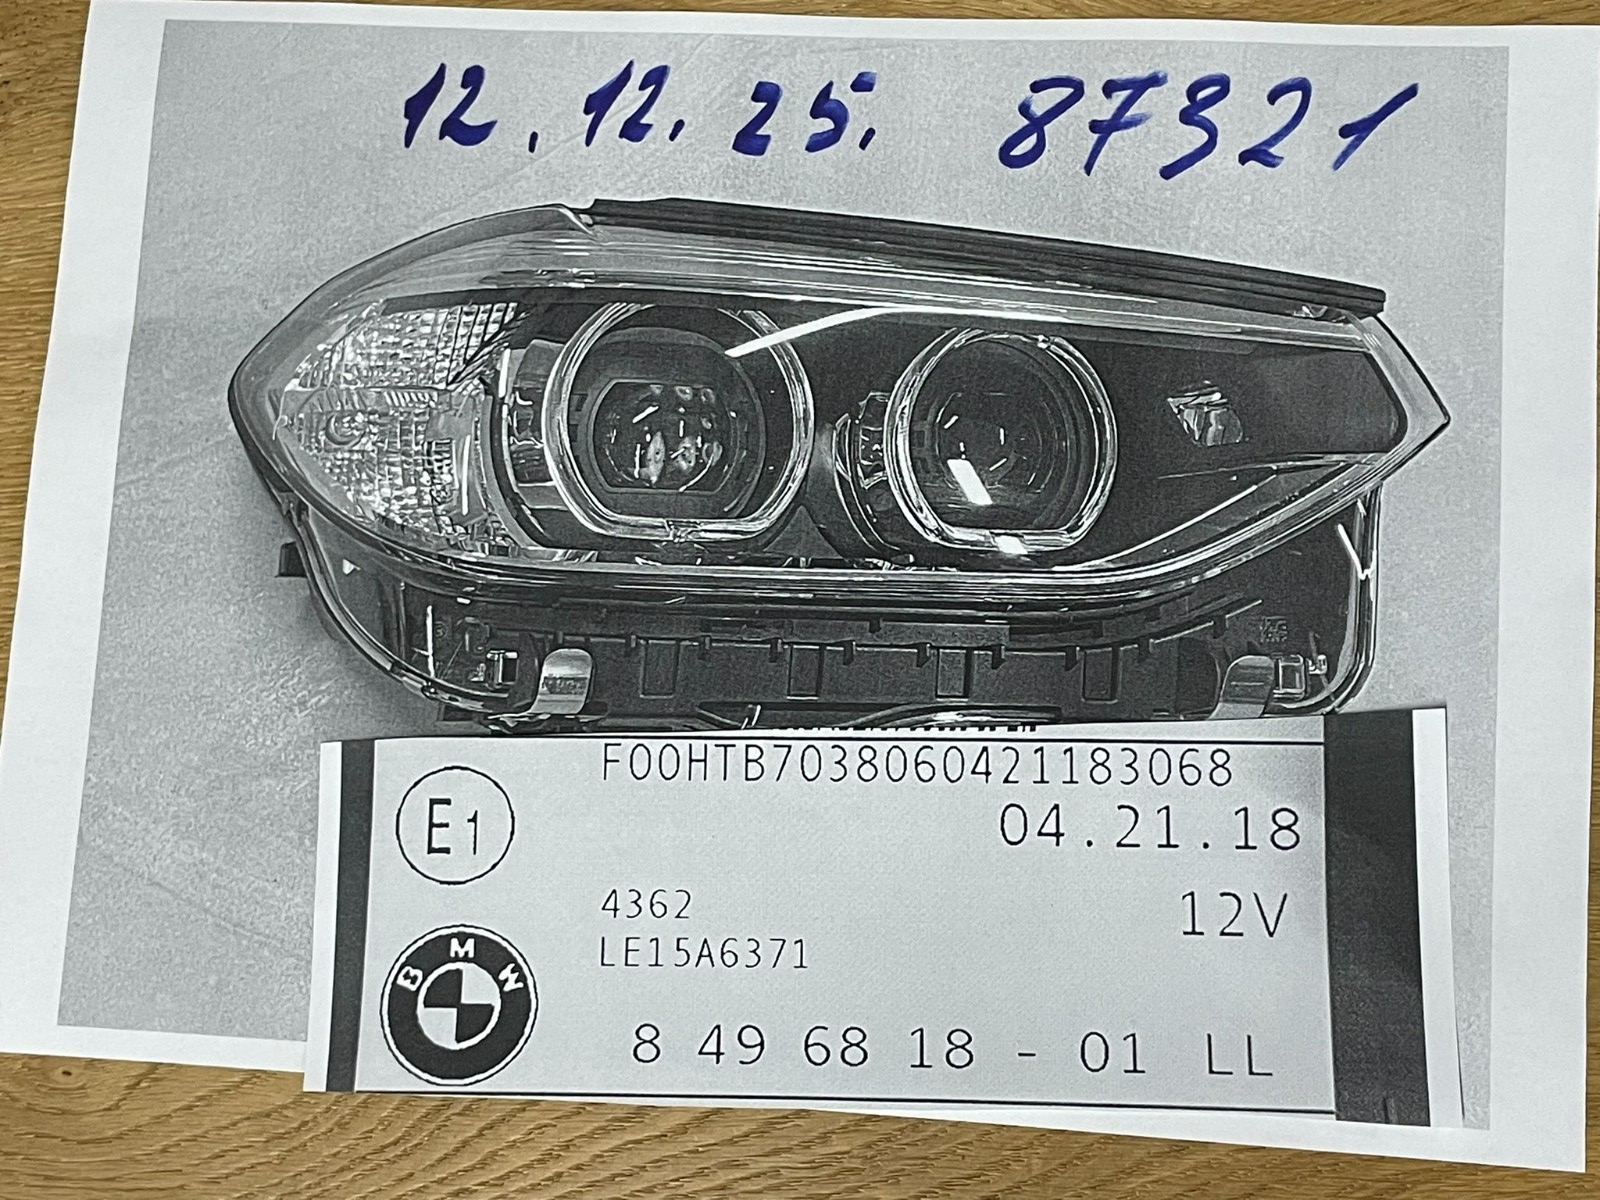 12.12.25. 87321
F00HTB7038060421183068
04.21.18
E1
4362
12V
LE15A6371
BMW
8 49 68 18 - 01 LL